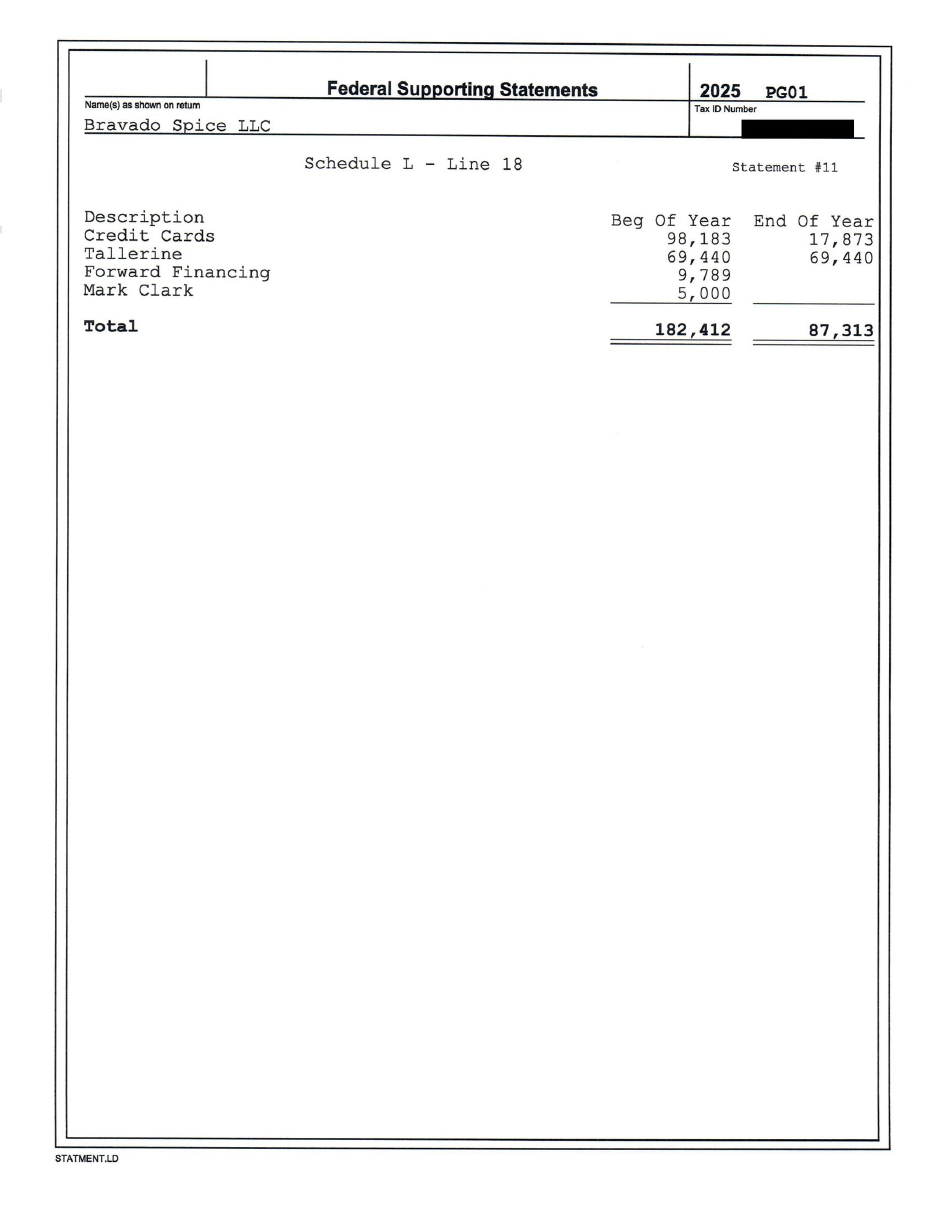 Federal Supporting Statements
2025 PG01
Name(s) as shown on return
Tax ID Number
Bravado Spice LLC
Schedule L - Line 18
Statement #11
Description Beg Of Year End Of Year
Credit Cards 98,183 17,873
Tallerine 69,440 69,440
Forward Financing 9,789
Mark Clark 5,000
Total 182,412 87,313
STATMENT.LD